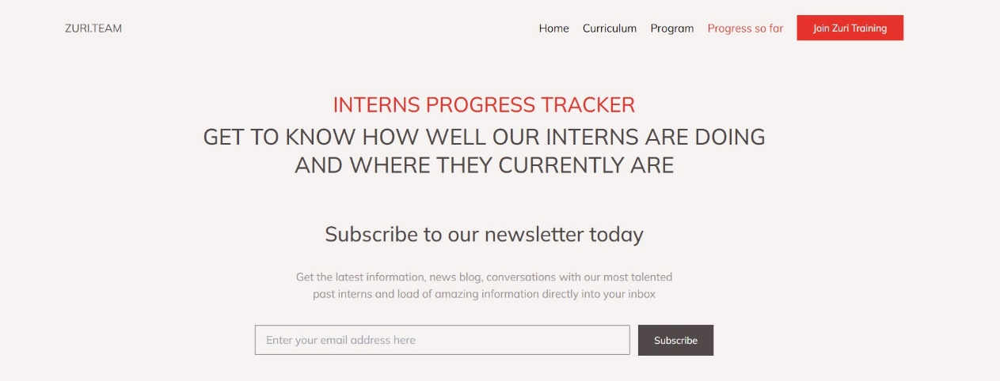 ZURI.TEAM
Home
Curriculum
Program
Progress so far
Join Zuri Training
INTERNS PROGRESS TRACKER
GET TO KNOW HOW WELL OUR INTERNS ARE DOING
AND WHERE THEY CURRENTLY ARE
Subscribe to our newsletter today
Get the latest information, news blog, conversations with our most talented
past interns and load of amazing information directly into your inbox
Enter your email address here
Subscribe